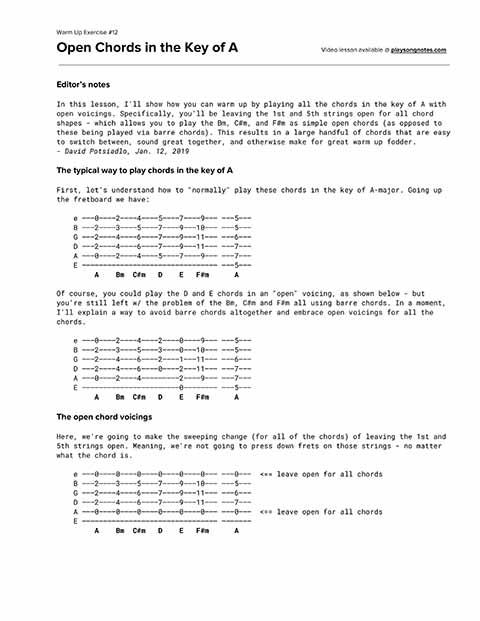 Warm Up Exercise #12
Open Chords in the Key of A
Video lesson available @ playsongnotes.com
Editor's notes
In this lesson, I'll show how you can warm up by playing all the chords in the key of A with
open voicings. Specifically, you'll be leaving the 1st and 5th strings open for all chord
shapes - which allows you to play the Bm, C#m, and F#m as simple open chords (as opposed to
these being played via barre chords). This results in a large handful of chords that are easy
to switch between, sound great together, and otherwise make for great warm up fodder.
- David Potsiadlo, Jan. 12, 2019
The typical way to play chords in the key of A
First, let's understand how to "normally" play these chords in the key of A-major. Going up
the fretboard we have:
e ---0----2----4----5----7----9--- ---5---
B ---2----3----5----7----9---10--- ---5---
G ---2----4----6----7----9---11--- ---6---
D ---2----4----6----7----9---11--- ---7---
A ---0----2----4----5----7----9--- ---7---
E -------------------------------- ---5---
A Bm C#m D E F#m A
Of course, you could play the D and E chords in an "open" voicing, as shown below - but
you're still left w/ the problem of the Bm, C#m and F#m all using barre chords. In a moment,
I'll explain a way to avoid barre chords altogether and embrace open voicings for all the
chords.
e ---0----2----4----2----0----9--- ---5---
B ---2----3----5----3----0---10--- ---5---
G ---2----4----6----2----1---11--- ---6---
D ---2----4----6----0----2---11--- ---7---
A ---0----2----4---------2----9--- ---7---
E -----------------------0-------- ---5---
A Bm C#m D E F#m A
The open chord voicings
Here, we're going to make the sweeping change (for all of the chords) of leaving the 1st and
5th strings open. Meaning, we're not going to press down frets on those strings - no matter
what the chord is.
e ---0----0----0----0----0----0--- ---0--- <== leave open for all chords
B ---2----3----5----7----9---10--- ---5---
G ---2----4----6----7----9---11--- ---6---
D ---2----4----6----7----9---11--- ---7---
A ---0----0----0----0----0----0--- ---0--- <== leave open for all chords
E -------------------------------- -------
A Bm C#m D E F#m A